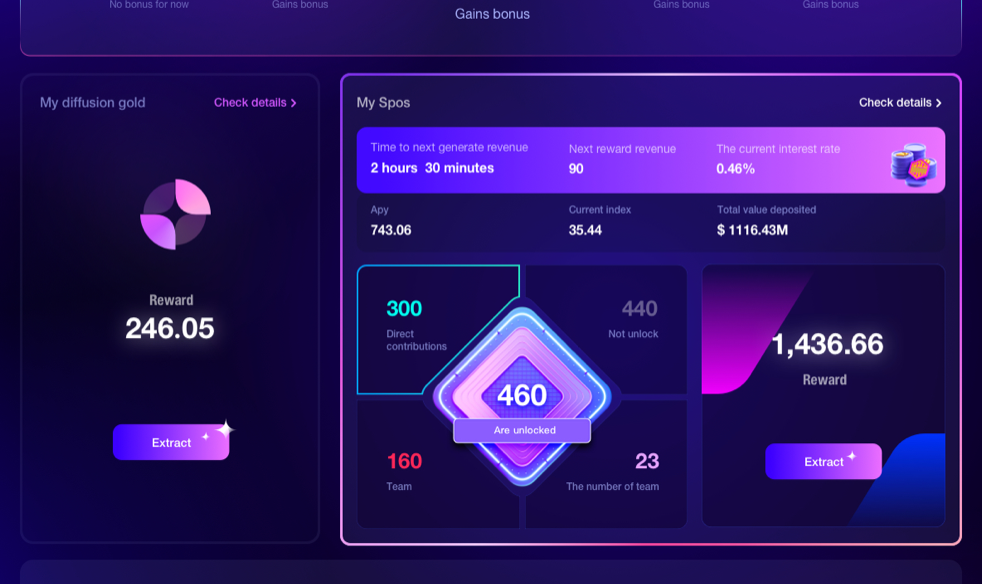 No bonus for now
Gains bonus
Gains bonus
Gains bonus
Gains bonus
My diffusion gold
Check details >
Reward
246.05
Extract
My Spos
Check details >
Time to next generate revenue
2 hours 30 minutes
Next reward revenue
90
The current interest rate
0.46%
Apy
743.06
Current index
35.44
Total value deposited
$ 1116.43M
300
Direct
contributions
440
Not unlock
460
Are unlocked
160
Team
23
The number of team
1,436.66
Reward
Extract